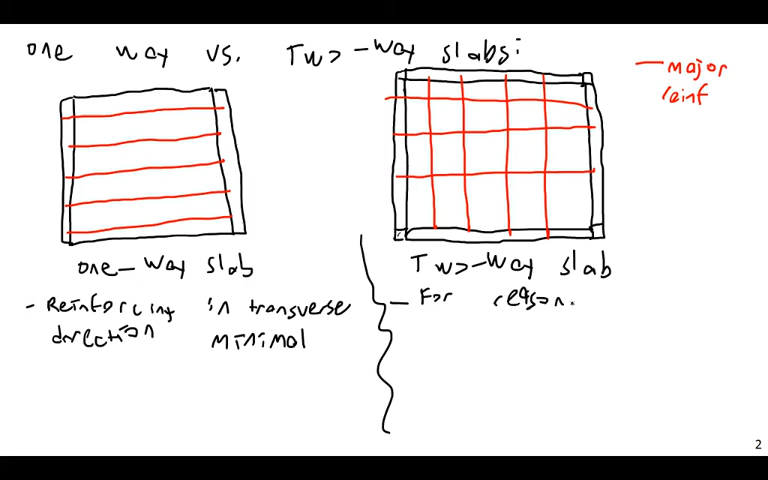 one way vs. Two-way slabs:
— major
reinf
one-way slab
Two-way slab
- Reinforcing in transverse
direction minimal
— For reason.
2